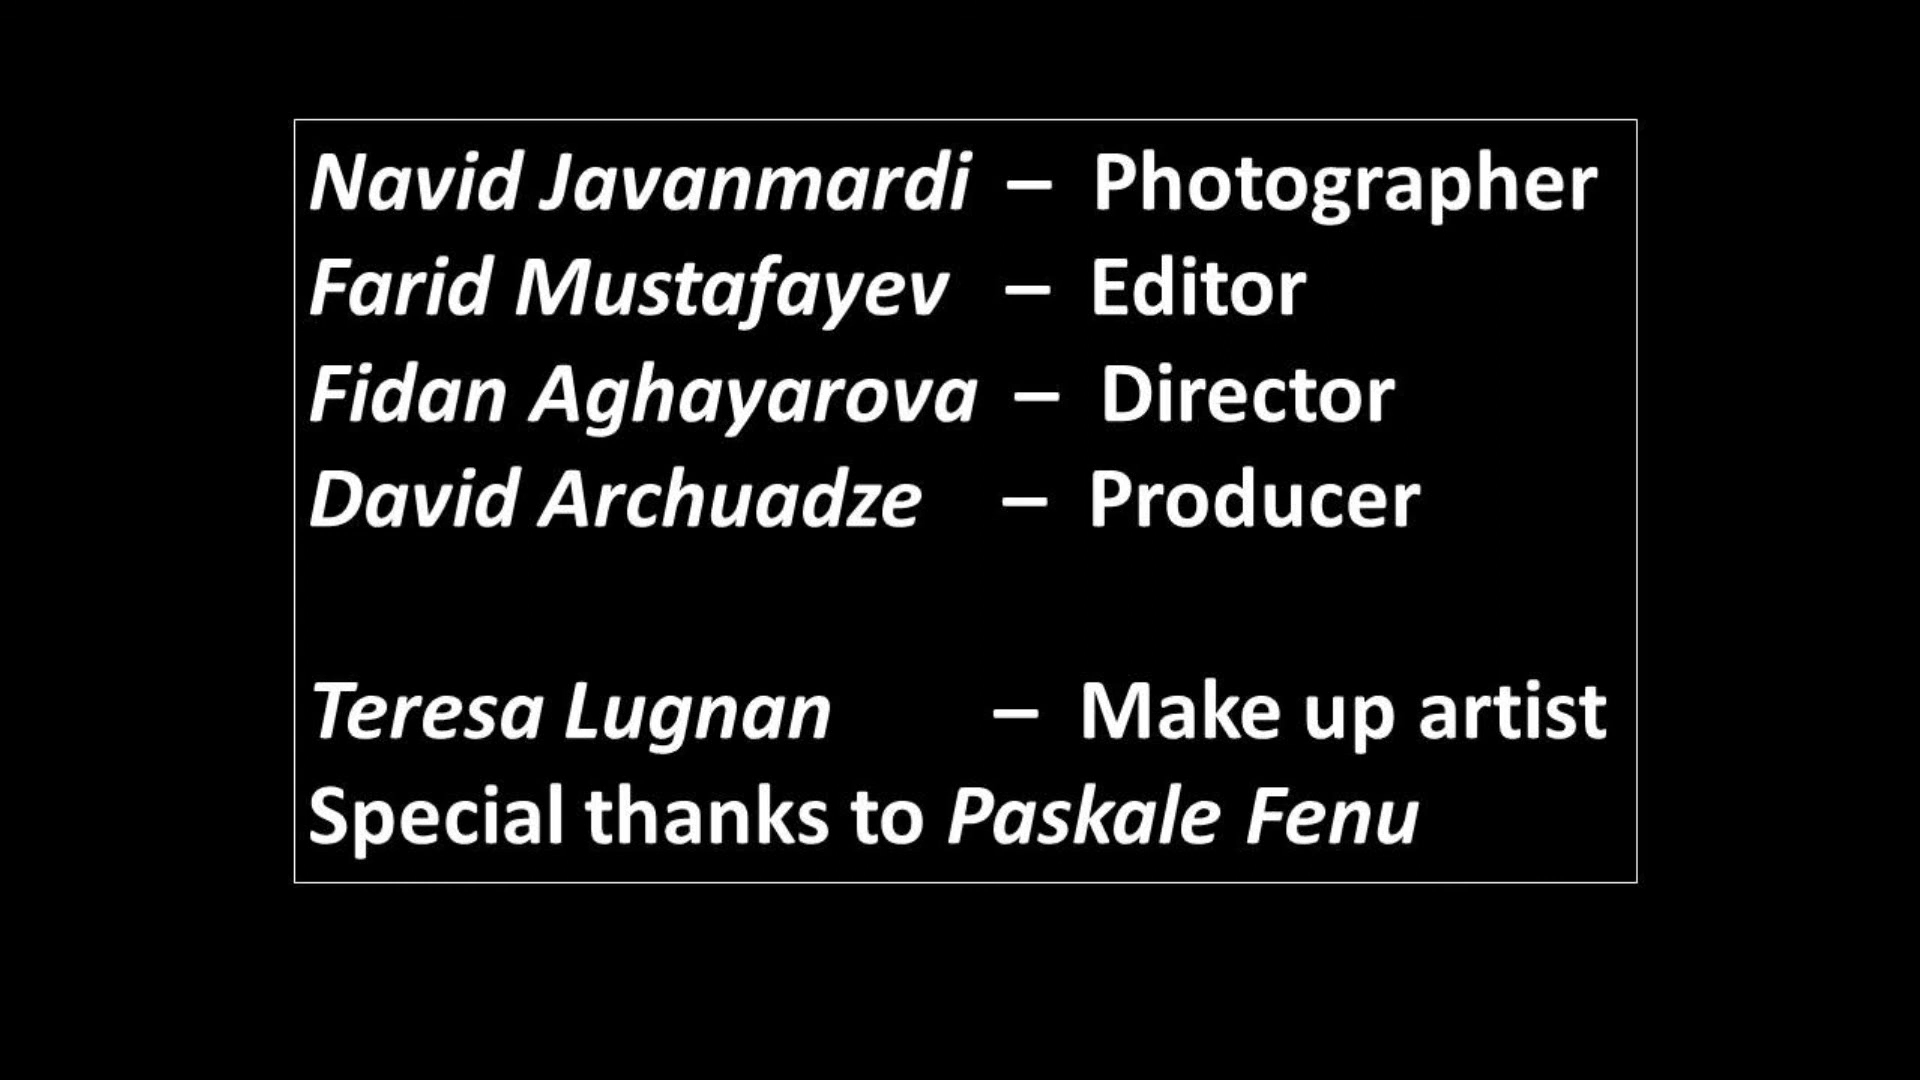 Navid Javanmardi – Photographer
Farid Mustafayev – Editor
Fidan Aghayarova – Director
David Archuadze – Producer
Teresa Lugnan – Make up artist
Special thanks to Paskale Fenu